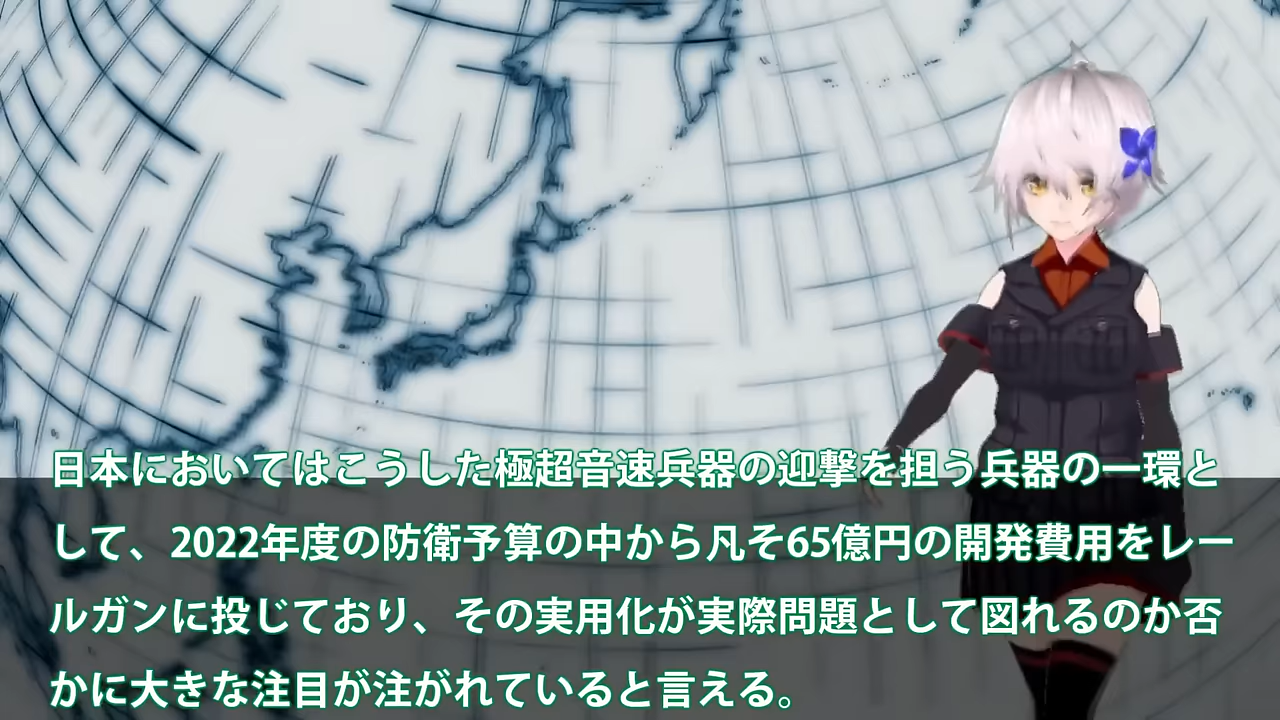 日本においてはこうした極超音速兵器の迎撃を担う兵器の一環と
して、2022年度の防衛予算の中から凡そ65億円の開発費用をレー
ルガンに投じており、その実用化が実際問題として図れるのか否
かに大きな注目が注がれていると言える。